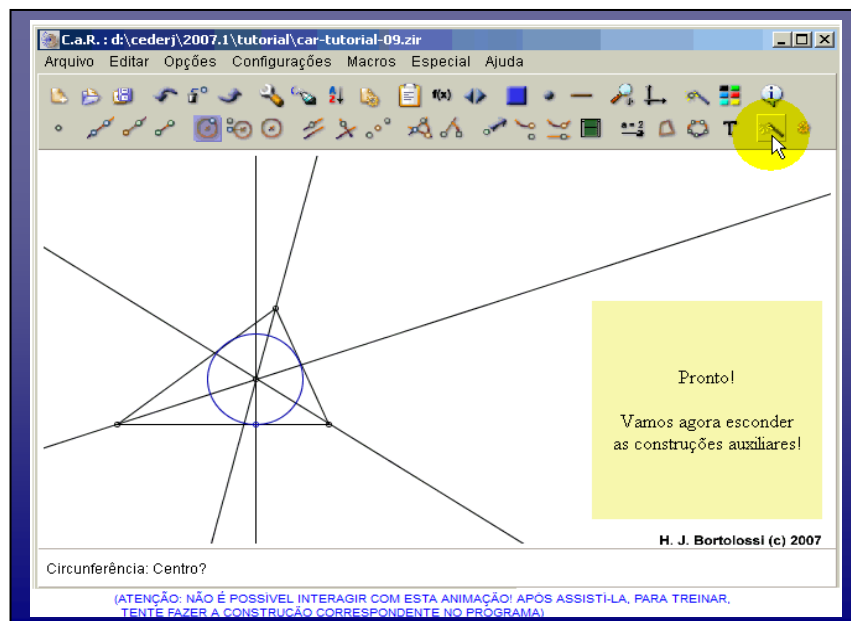 C.a.R. : d:\cederj\2007.1\tutorial\car-tutorial-09.zir
Arquivo Editar Opções Configurações Macros Especial Ajuda
f(x)
T
Pronto!
Vamos agora esconder
as construções auxiliares!
H. J. Bortolossi (c) 2007
Circunferência: Centro?
(ATENÇÃO: NÃO É POSSÍVEL INTERAGIR COM ESTA ANIMAÇÃO! APÓS ASSISTÍ-LA, PARA TREINAR,
TENTE FAZER A CONSTRUÇÃO CORRESPONDENTE NO PROGRAMA)